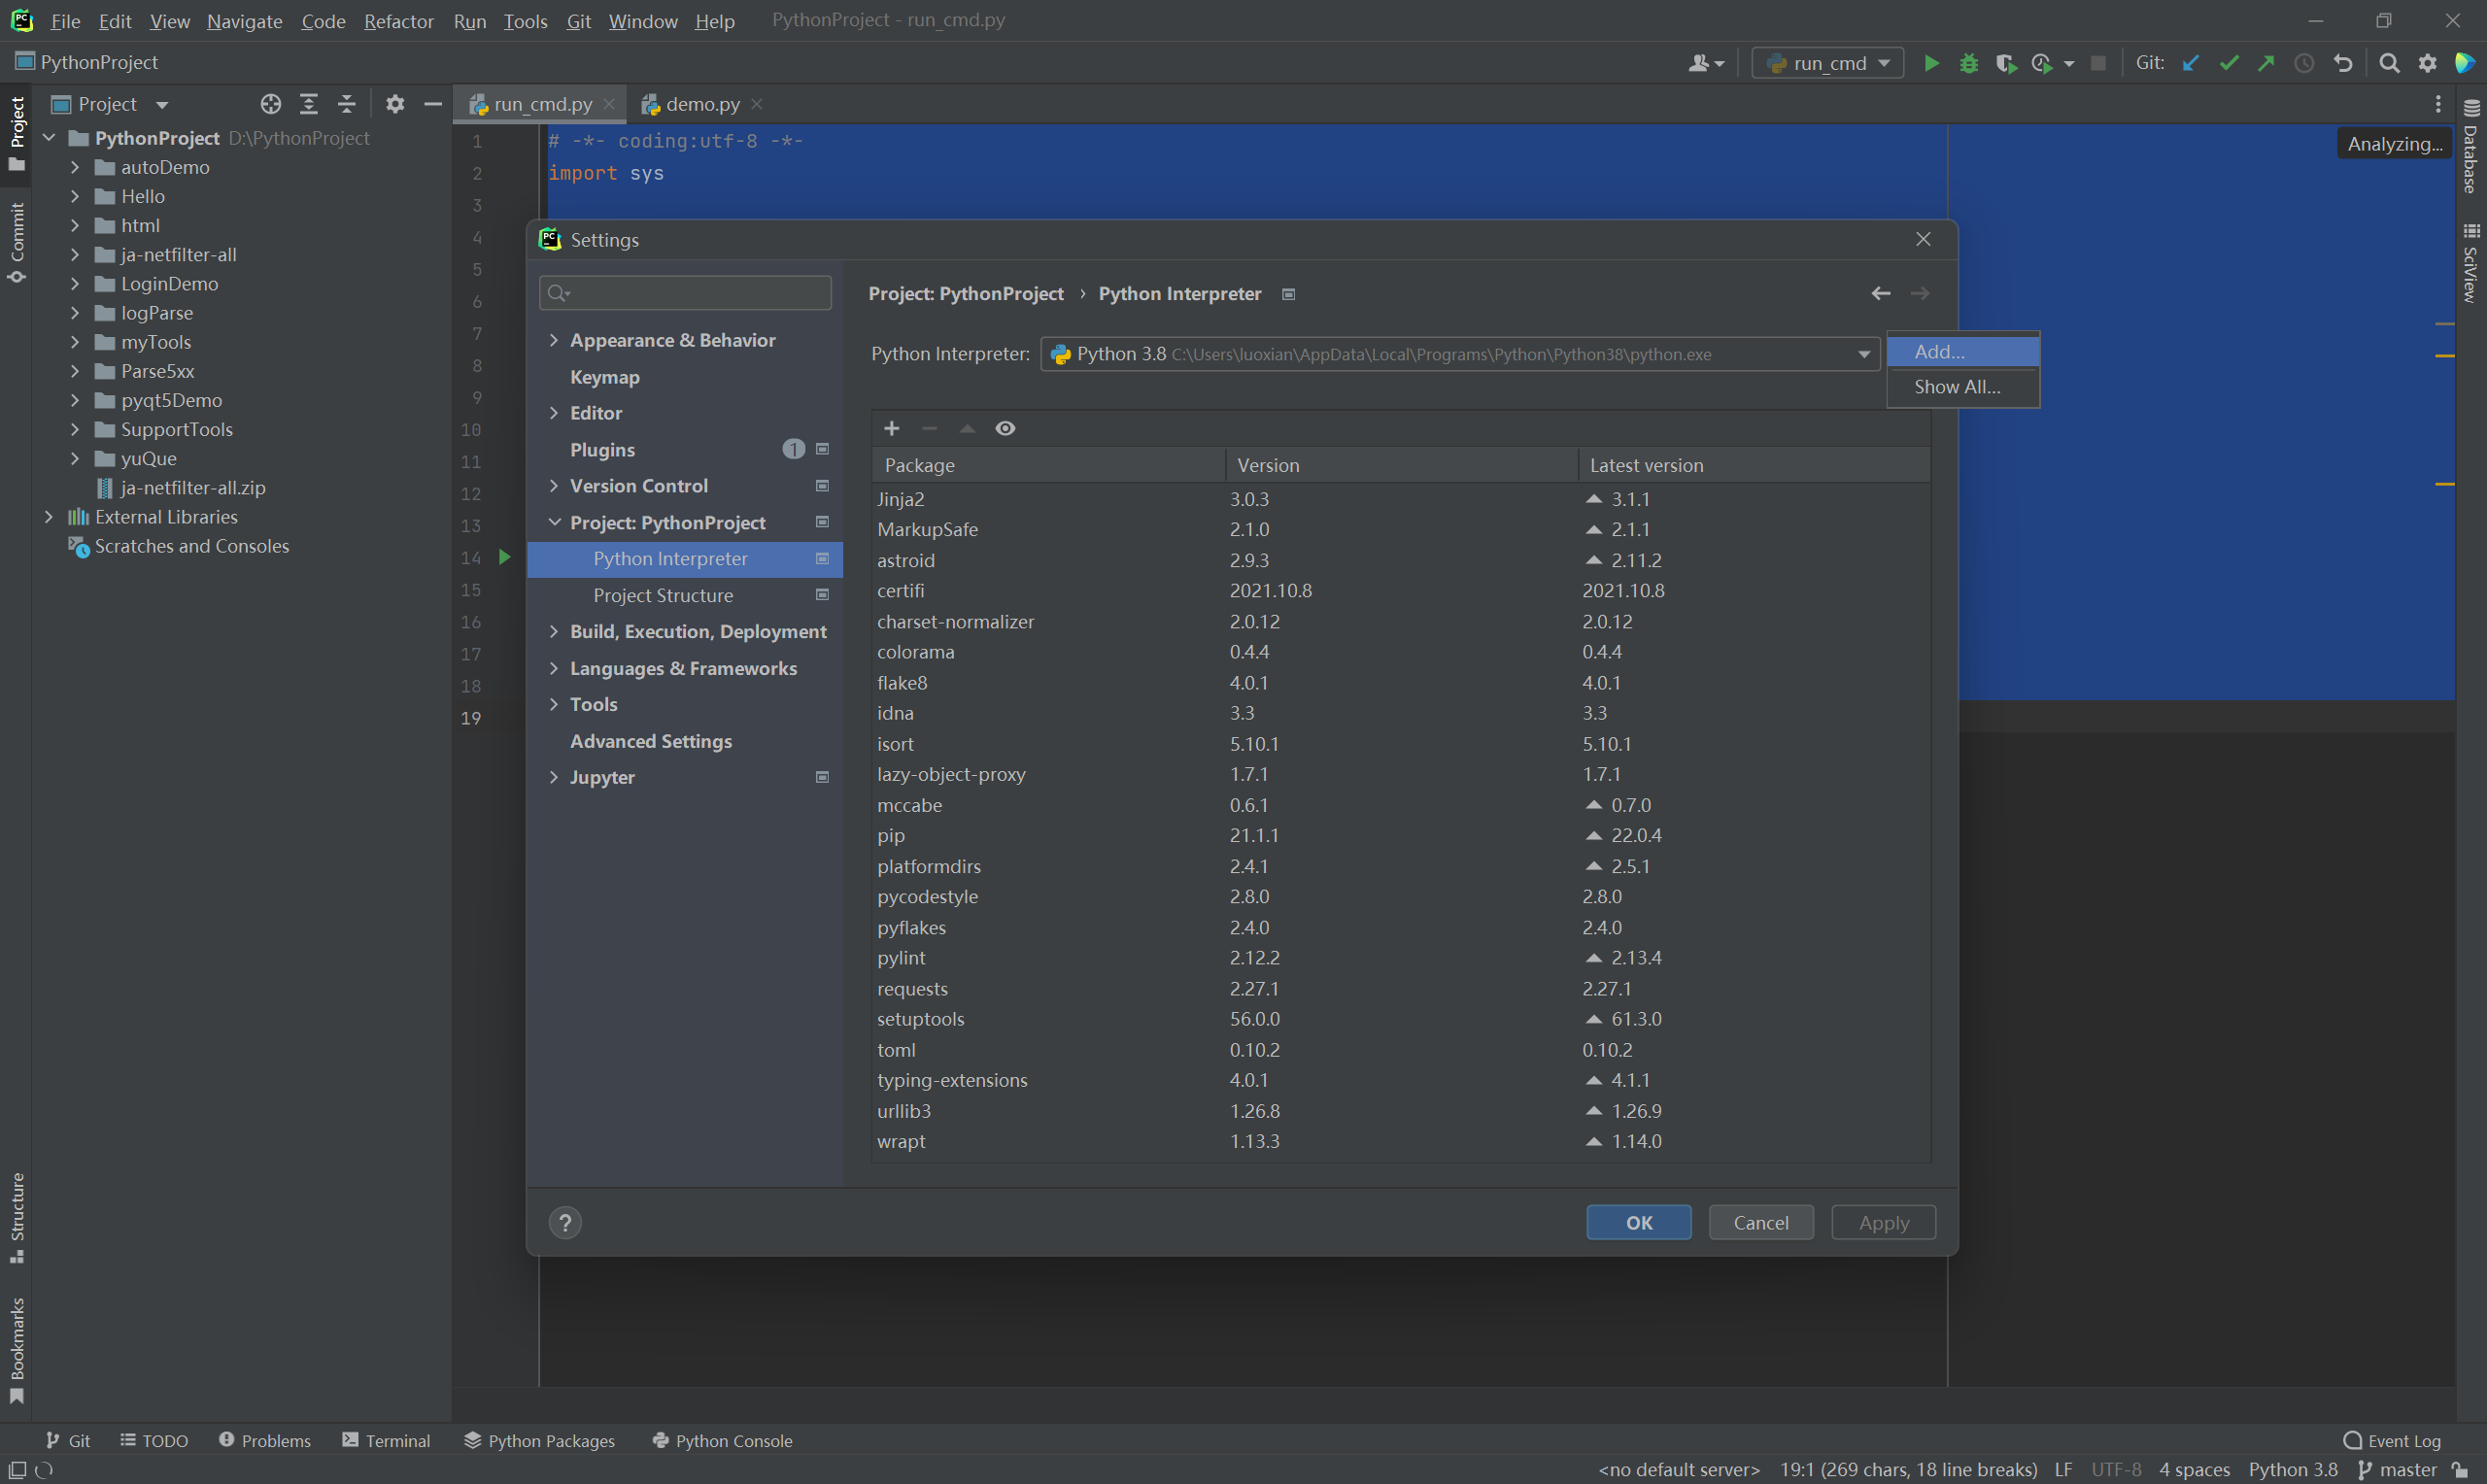 File Edit View Navigate Code Refactor Run Tools Git Window Help PythonProject - run_cmd.py
PythonProject
run_cmd
Git:
Project
run_cmd.py
demo.py
Project
Commit
Structure
Bookmarks
PythonProject D:\PythonProject
autoDemo
Hello
html
ja-netfilter-all
LoginDemo
logParse
myTools
Parse5xx
pyqt5Demo
SupportTools
yuQue
ja-netfilter-all.zip
External Libraries
Scratches and Consoles
1 # -*- coding:utf-8 -*-
2 import sys
3
4
5
6
7
8
9
10
11
12
13
14
15
16
17
18
19
Analyzing...
Database
SciView
Settings
Appearance & Behavior
Keymap
Editor
Plugins 1
Version Control
Project: PythonProject
Python Interpreter
Project Structure
Build, Execution, Deployment
Languages & Frameworks
Tools
Advanced Settings
Jupyter
Project: PythonProject › Python Interpreter
Python Interpreter: Python 3.8 C:\Users\luoxian\AppData\Local\Programs\Python\Python38\python.exe
Add...
Show All...
Package Version Latest version
Jinja2 3.0.3 3.1.1
MarkupSafe 2.1.0 2.1.1
astroid 2.9.3 2.11.2
certifi 2021.10.8 2021.10.8
charset-normalizer 2.0.12 2.0.12
colorama 0.4.4 0.4.4
flake8 4.0.1 4.0.1
idna 3.3 3.3
isort 5.10.1 5.10.1
lazy-object-proxy 1.7.1 1.7.1
mccabe 0.6.1 0.7.0
pip 21.1.1 22.0.4
platformdirs 2.4.1 2.5.1
pycodestyle 2.8.0 2.8.0
pyflakes 2.4.0 2.4.0
pylint 2.12.2 2.13.4
requests 2.27.1 2.27.1
setuptools 56.0.0 61.3.0
toml 0.10.2 0.10.2
typing-extensions 4.0.1 4.1.1
urllib3 1.26.8 1.26.9
wrapt 1.13.3 1.14.0
?
OK Cancel Apply
Git TODO Problems Terminal Python Packages Python Console Event Log
<no default server> 19:1 (269 chars, 18 line breaks) LF UTF-8 4 spaces Python 3.8 master